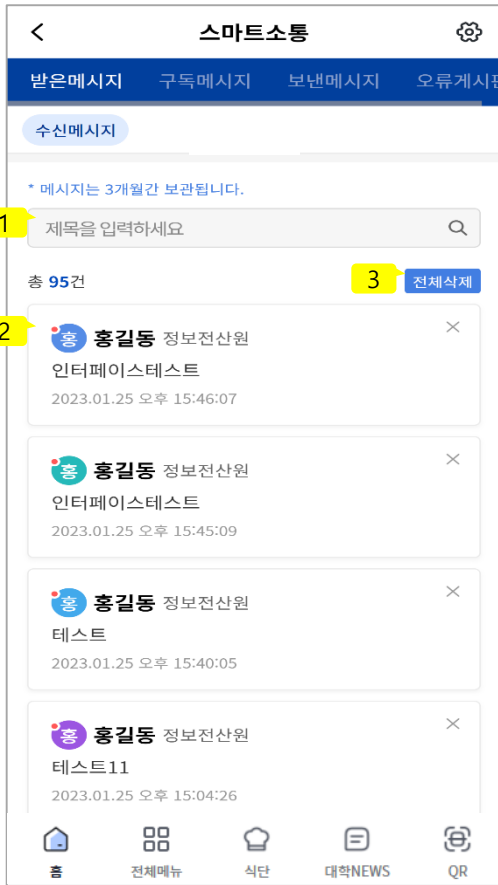 스마트소통
받은메시지 구독메시지 보낸메시지 오류게시판
수신메시지
* 메시지는 3개월간 보관됩니다.
1 제목을 입력하세요
총 95건 3 전체삭제
2 홍 홍길동 정보전산원
인터페이스테스트
2023.01.25 오후 15:46:07
홍 홍길동 정보전산원
인터페이스테스트
2023.01.25 오후 15:45:09
홍 홍길동 정보전산원
테스트
2023.01.25 오후 15:40:05
홍 홍길동 정보전산원
테스트11
2023.01.25 오후 15:04:26
홈 전체메뉴 식단 대학NEWS QR